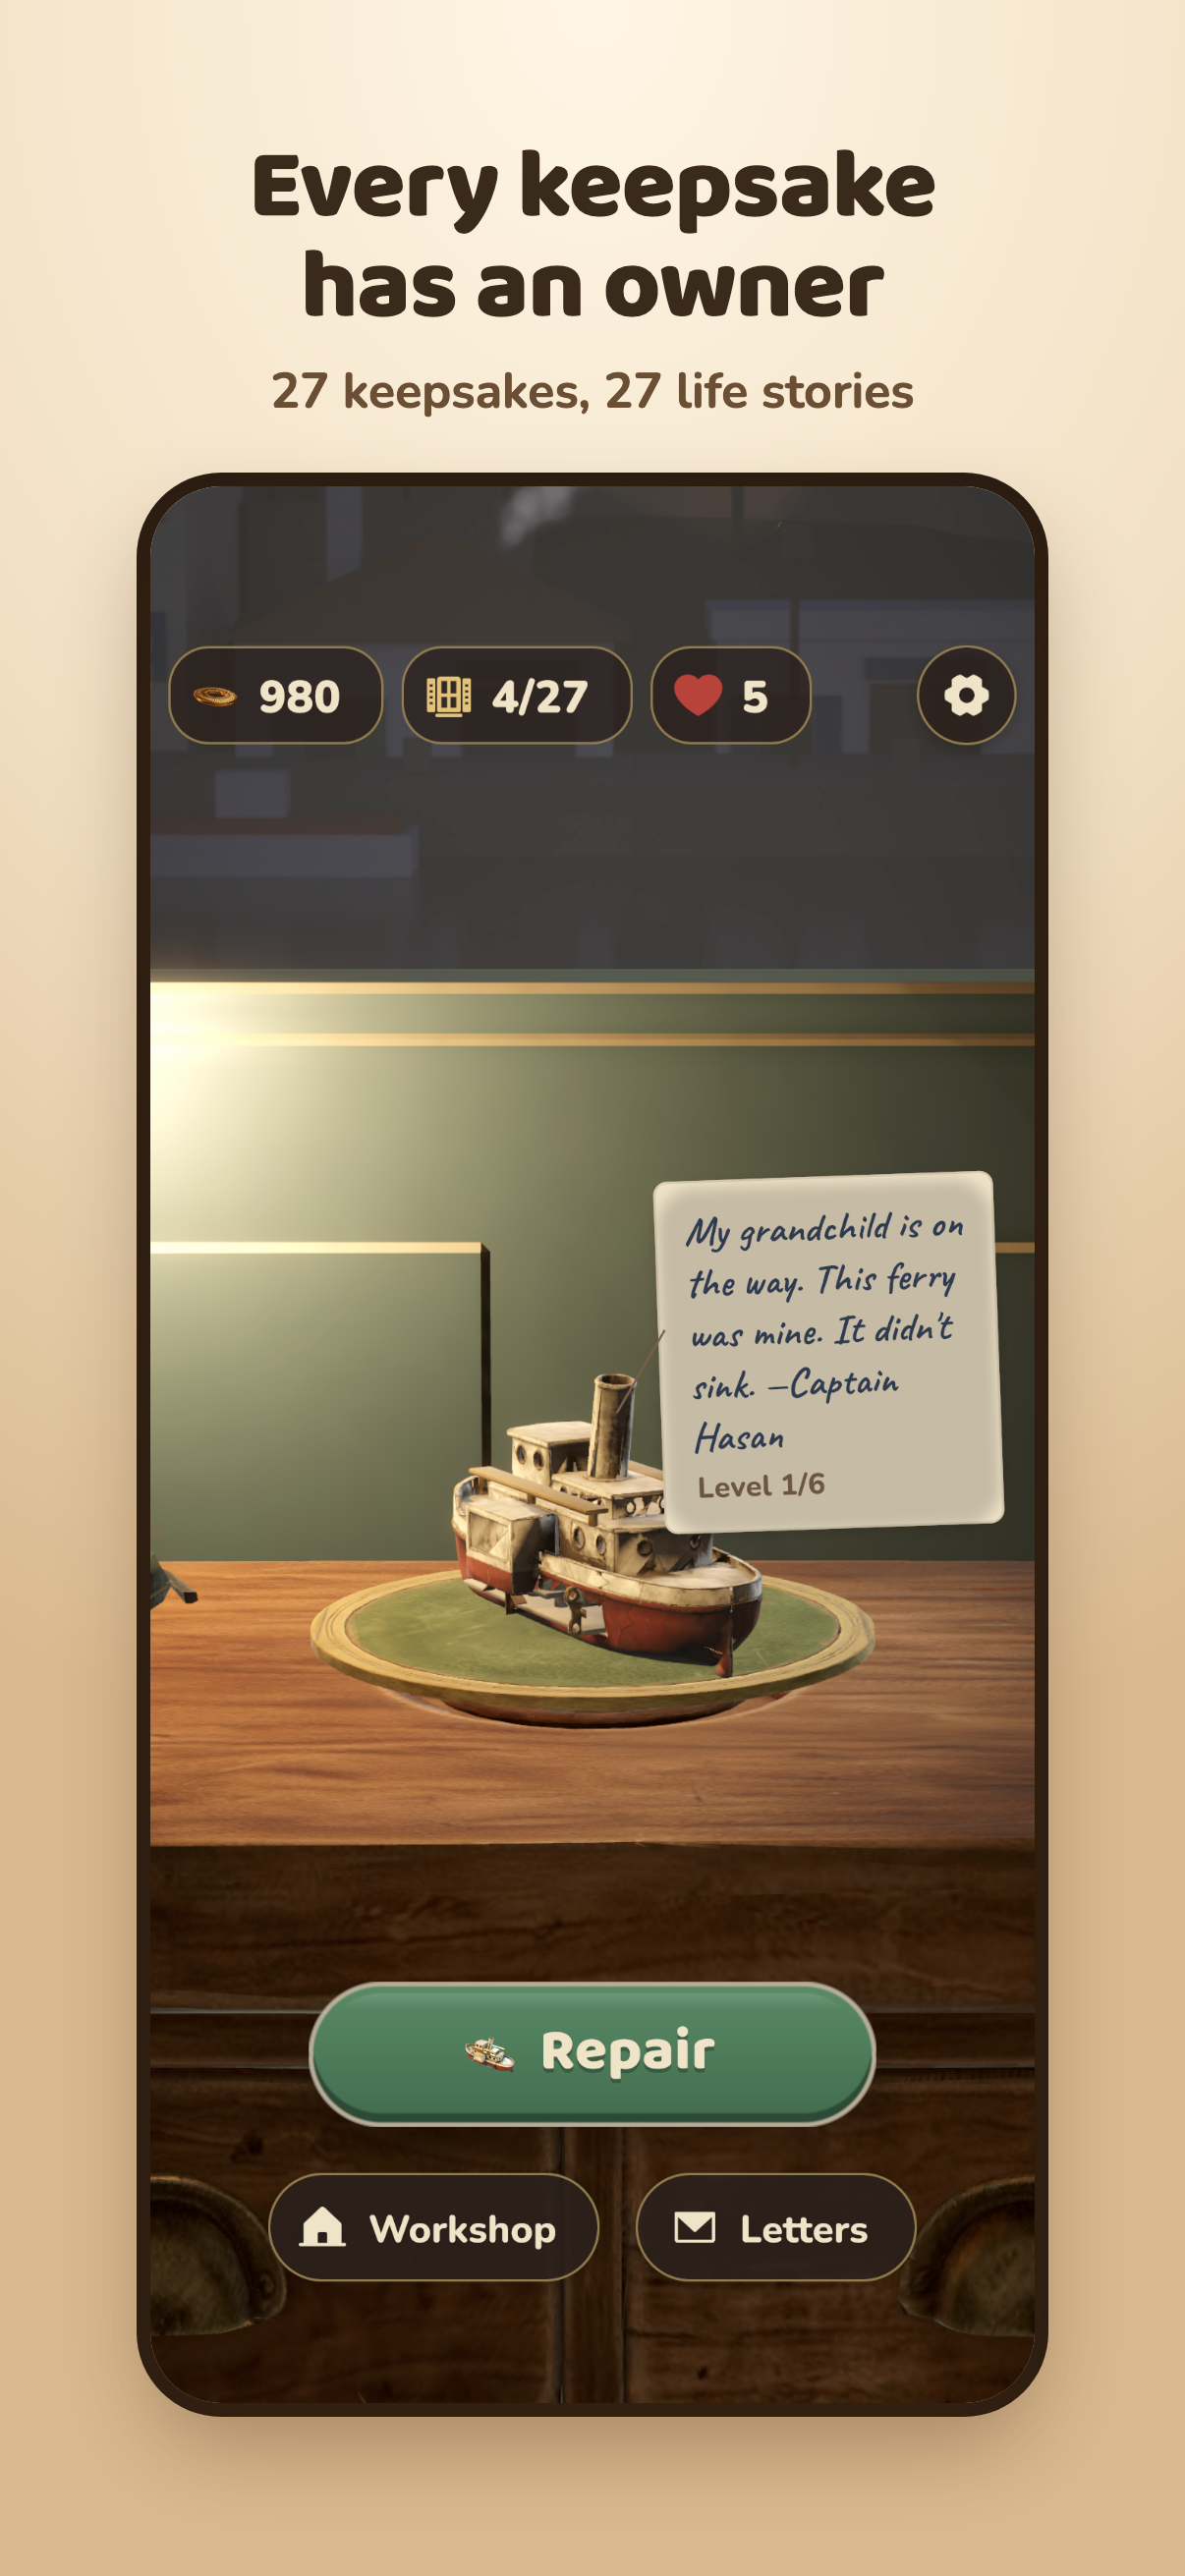 Every keepsake
has an owner
27 keepsakes, 27 life stories
980
4/27
5
My grandchild is on
the way. This ferry
was mine. It didn't
sink. —Captain
Hasan
Level 1/6
Repair
Workshop
Letters